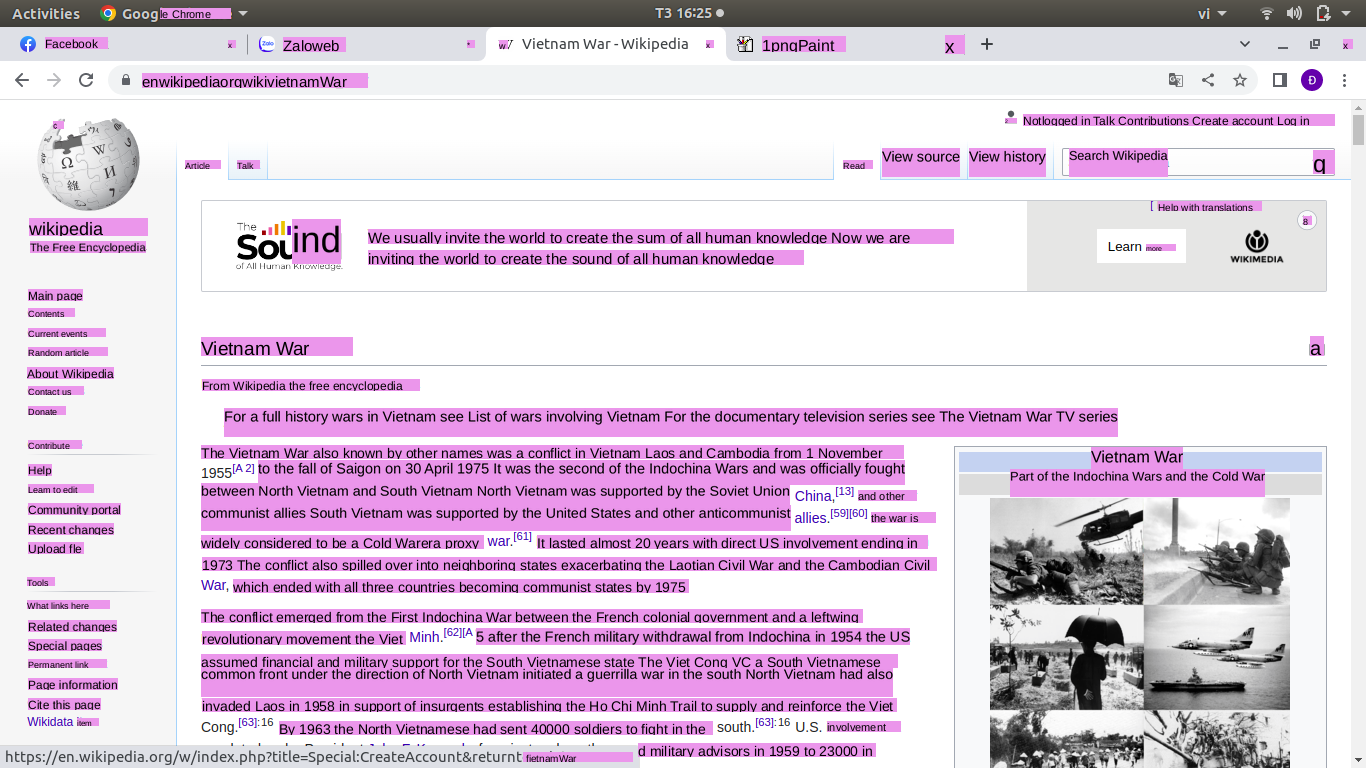 Activities Google Chrome T3 16:25 vi
Facebook x Zalo Zaloweb W Vietnam War - Wikipedia x 1pngPaint x
enwikipediaorgwikivietnamWar Đ
Notlogged in Talk Contributions Create account Log in
Article Talk Read View source View history Search Wikipedia q
wikipedia
The Free Encyclopedia
Help with translations
The Sound of All Human Knowledge.
We usually invite the world to create the sum of all human knowledge Now we are
inviting the world to create the sound of all human knowledge
Learn more
WIKIMEDIA
8
Main page
Contents
Current events
Random article
About Wikipedia
Contact us
Donate
Contribute
Help
Learn to edit
Community portal
Recent changes
Upload fle
Tools
What links here
Related changes
Special pages
Permanent link
Page information
Cite this page
Wikidata item
Vietnam War a
From Wikipedia the free encyclopedia
For a full history wars in Vietnam see List of wars involving Vietnam For the documentary television series see The Vietnam War TV series
The Vietnam War also known by other names was a conflict in Vietnam Laos and Cambodia from 1 November
1955[A 2] to the fall of Saigon on 30 April 1975 It was the second of the Indochina Wars and was officially fought
between North Vietnam and South Vietnam North Vietnam was supported by the Soviet Union China,[13] and other
communist allies South Vietnam was supported by the United States and other anticommunist allies.[59][60] the war is
widely considered to be a Cold Warera proxy war.[61] It lasted almost 20 years with direct US involvement ending in
1973 The conflict also spilled over into neighboring states exacerbating the Laotian Civil War and the Cambodian Civil
War, which ended with all three countries becoming communist states by 1975
The conflict emerged from the First Indochina War between the French colonial government and a leftwing
revolutionary movement the Viet Minh.[62][A 5 after the French military withdrawal from Indochina in 1954 the US
assumed financial and military support for the South Vietnamese state The Viet Cong VC a South Vietnamese
common front under the direction of North Vietnam initiated a guerrilla war in the south North Vietnam had also
invaded Laos in 1958 in support of insurgents establishing the Ho Chi Minh Trail to supply and reinforce the Viet
Cong.[63]:16 By 1963 the North Vietnamese had sent 40000 soldiers to fight in the south.[63]:16 U.S. involvement
d military advisors in 1959 to 23000 in
Vietnam War
Part of the Indochina Wars and the Cold War
https://en.wikipedia.org/w/index.php?title=Special:CreateAccount&returnt fietnamWar